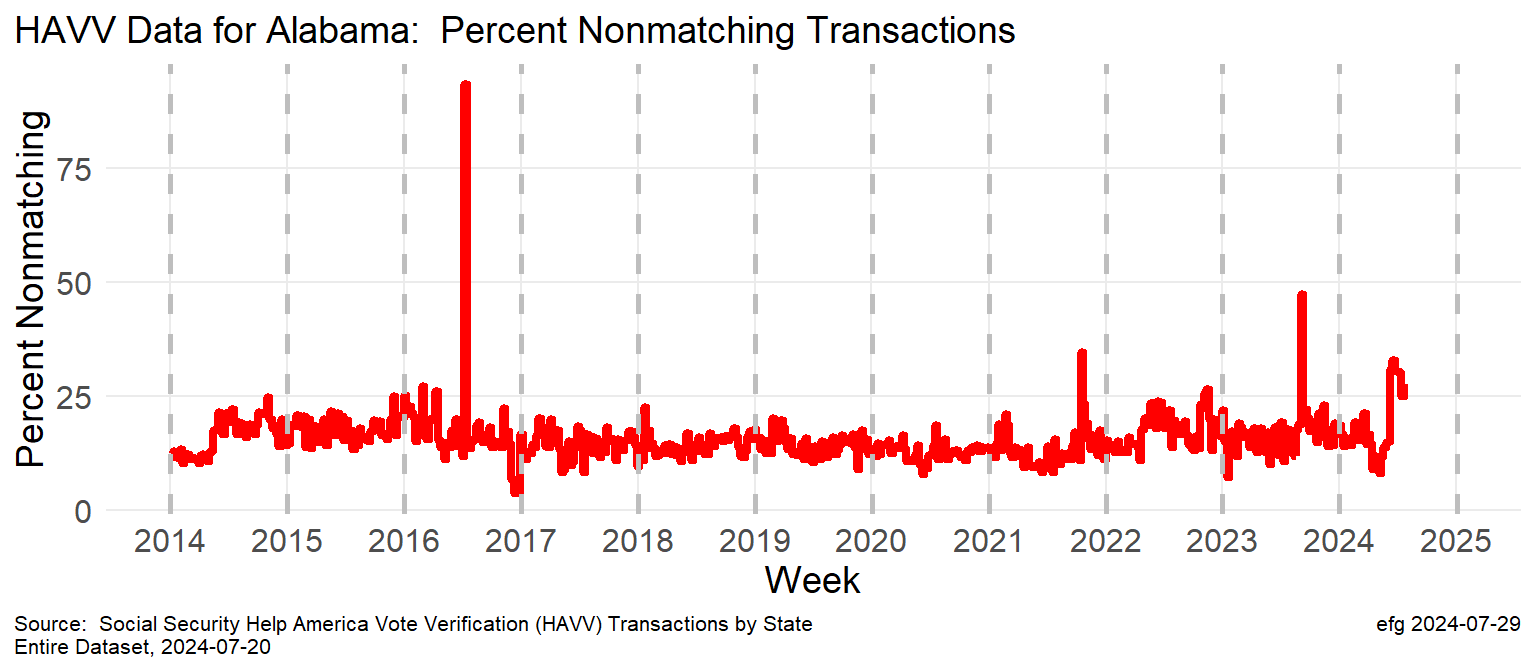 HAVV Data for Alabama:  Percent Nonmatching Transactions
Percent Nonmatching
75
50
25
0
2014 2015 2016 2017 2018 2019 2020 2021 2022 2023 2024 2025
Week
Source:  Social Security Help America Vote Verification (HAVV) Transactions by State
efg 2024-07-29
Entire Dataset, 2024-07-20